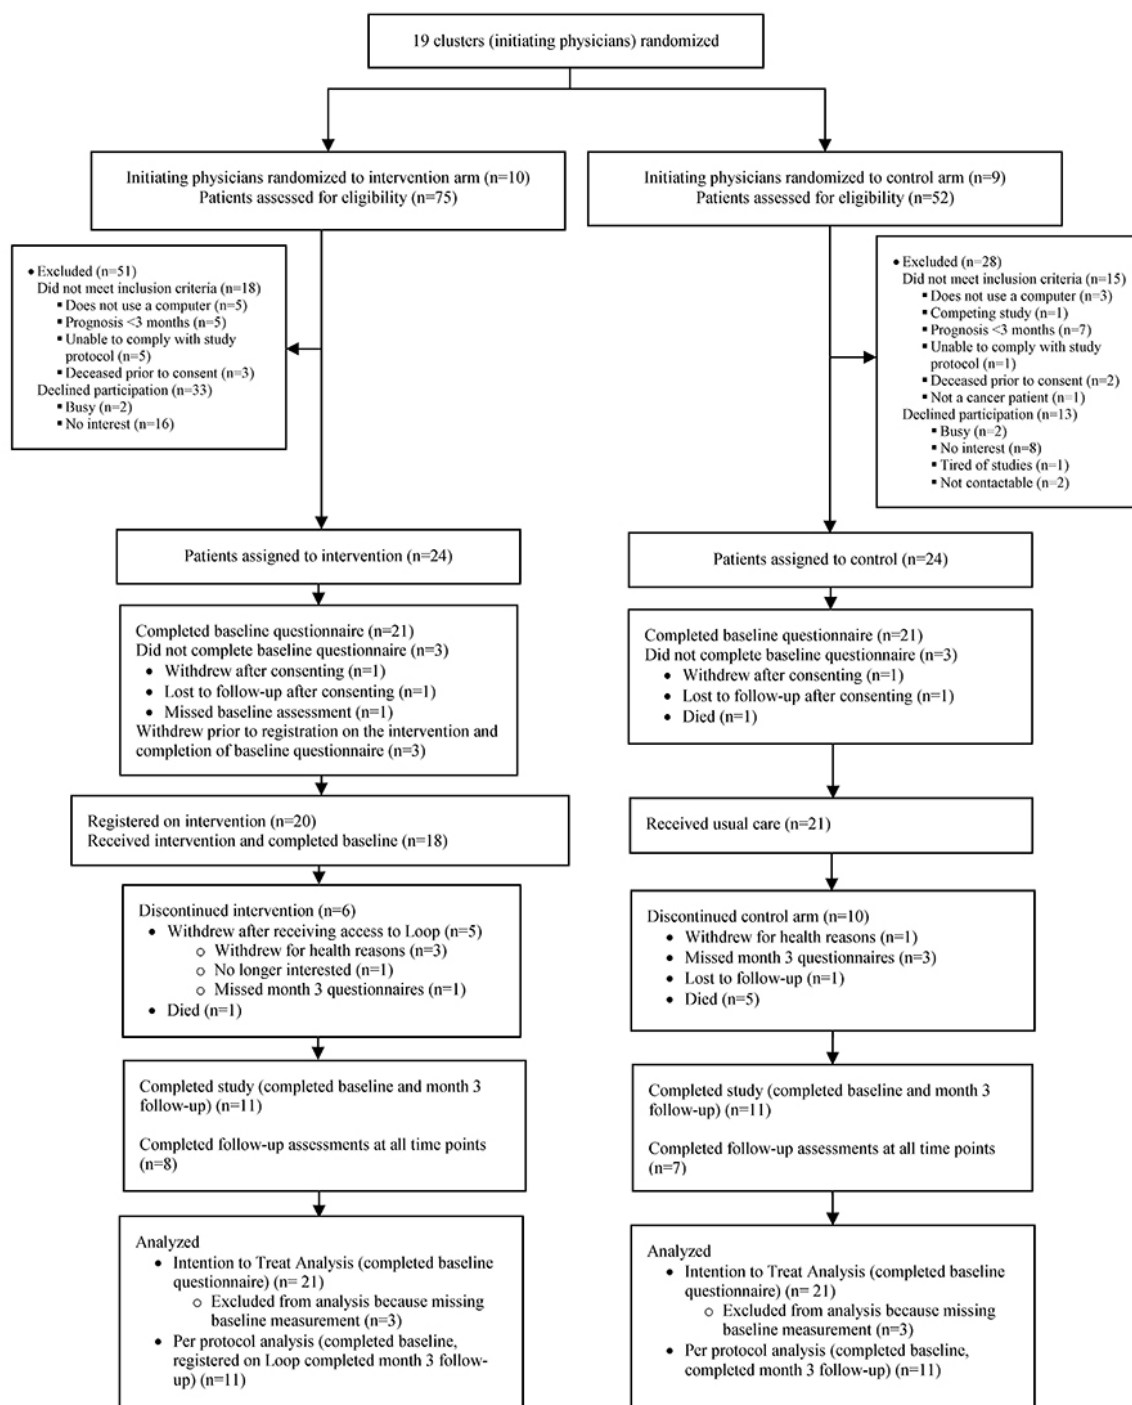 19 clusters (initiating physicians) randomized
Initiating physicians randomized to intervention arm (n=10)
Patients assessed for eligibility (n=75)
Initiating physicians randomized to control arm (n=9)
Patients assessed for eligibility (n=52)
• Excluded (n=51)
Did not meet inclusion criteria (n=18)
▪ Does not use a computer (n=5)
▪ Prognosis <3 months (n=5)
▪ Unable to comply with study
protocol (n=5)
▪ Deceased prior to consent (n=3)
Declined participation (n=33)
▪ Busy (n=2)
▪ No interest (n=16)
• Excluded (n=28)
Did not meet inclusion criteria (n=15)
▪ Does not use a computer (n=3)
▪ Competing study (n=1)
▪ Prognosis <3 months (n=7)
▪ Unable to comply with study
protocol (n=1)
▪ Deceased prior to consent (n=2)
▪ Not a cancer patient (n=1)
Declined participation (n=13)
▪ Busy (n=2)
▪ No interest (n=8)
▪ Tired of studies (n=1)
▪ Not contactable (n=2)
Patients assigned to intervention (n=24)
Patients assigned to control (n=24)
Completed baseline questionnaire (n=21)
Did not complete baseline questionnaire (n=3)
• Withdrew after consenting (n=1)
• Lost to follow-up after consenting (n=1)
• Missed baseline assessment (n=1)
Withdrew prior to registration on the intervention and
completion of baseline questionnaire (n=3)
Completed baseline questionnaire (n=21)
Did not complete baseline questionnaire (n=3)
• Withdrew after consenting (n=1)
• Lost to follow-up after consenting (n=1)
• Died (n=1)
Registered on intervention (n=20)
Received intervention and completed baseline (n=18)
Received usual care (n=21)
Discontinued intervention (n=6)
• Withdrew after receiving access to Loop (n=5)
o Withdrew for health reasons (n=3)
o No longer interested (n=1)
o Missed month 3 questionnaires (n=1)
• Died (n=1)
Discontinued control arm (n=10)
• Withdrew for health reasons (n=1)
• Missed month 3 questionnaires (n=3)
• Lost to follow-up (n=1)
• Died (n=5)
Completed study (completed baseline and month 3
follow-up) (n=11)
Completed follow-up assessments at all time points
(n=8)
Completed study (completed baseline and month 3
follow-up) (n=11)
Completed follow-up assessments at all time points
(n=7)
Analyzed
• Intention to Treat Analysis (completed baseline
questionnaire) (n= 21)
o Excluded from analysis because missing
baseline measurement (n=3)
• Per protocol analysis (completed baseline,
registered on Loop completed month 3 follow-
up) (n=11)
Analyzed
• Intention to Treat Analysis (completed baseline
questionnaire) (n= 21)
o Excluded from analysis because missing
baseline measurement (n=3)
• Per protocol analysis (completed baseline,
completed month 3 follow-up) (n=11)